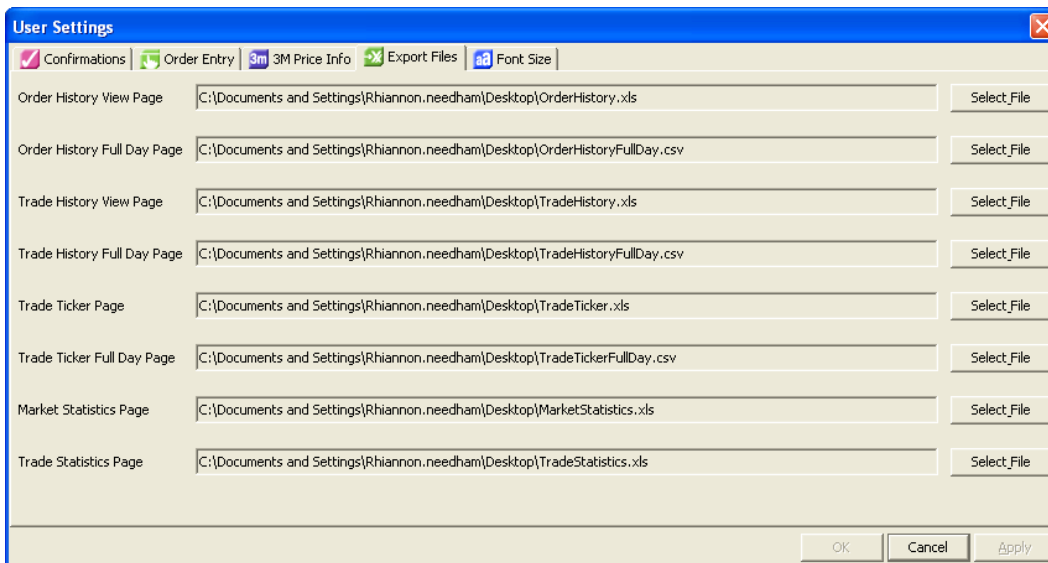 User Settings
Confirmations Order Entry 3m 3M Price Info Export Files aa Font Size
Order History View Page C:\Documents and Settings\Rhiannon.needham\Desktop\OrderHistory.xls Select File
Order History Full Day Page C:\Documents and Settings\Rhiannon.needham\Desktop\OrderHistoryFullDay.csv Select File
Trade History View Page C:\Documents and Settings\Rhiannon.needham\Desktop\TradeHistory.xls Select File
Trade History Full Day Page C:\Documents and Settings\Rhiannon.needham\Desktop\TradeHistoryFullDay.csv Select File
Trade Ticker Page C:\Documents and Settings\Rhiannon.needham\Desktop\TradeTicker.xls Select File
Trade Ticker Full Day Page C:\Documents and Settings\Rhiannon.needham\Desktop\TradeTickerFullDay.csv Select File
Market Statistics Page C:\Documents and Settings\Rhiannon.needham\Desktop\MarketStatistics.xls Select File
Trade Statistics Page C:\Documents and Settings\Rhiannon.needham\Desktop\TradeStatistics.xls Select File
OK Cancel Apply